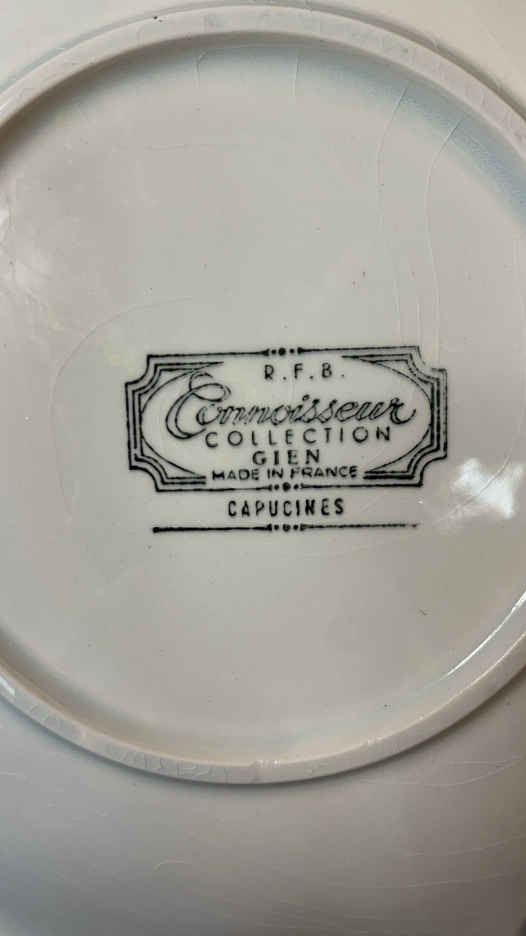 R.F.B.
Connoisseur
COLLECTION
GIEN
MADE IN FRANCE
CAPUCINES